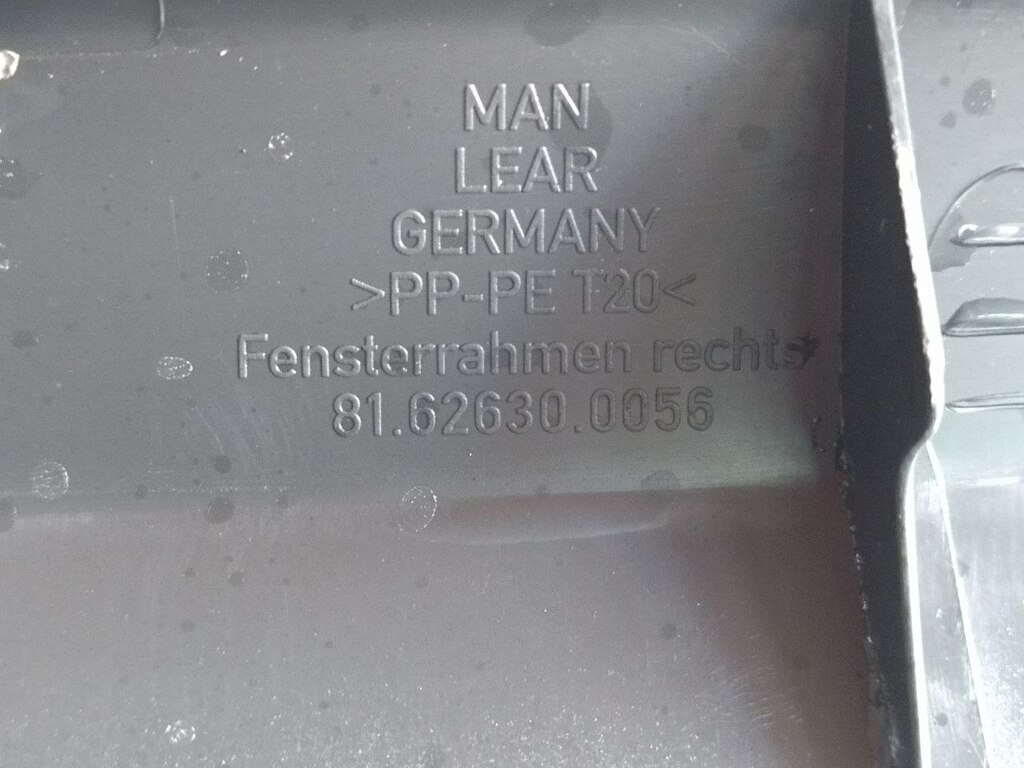 MAN
LEAR
GERMANY
>PP-PE T20<
Fensterrahmen rechts
81.62630.0056